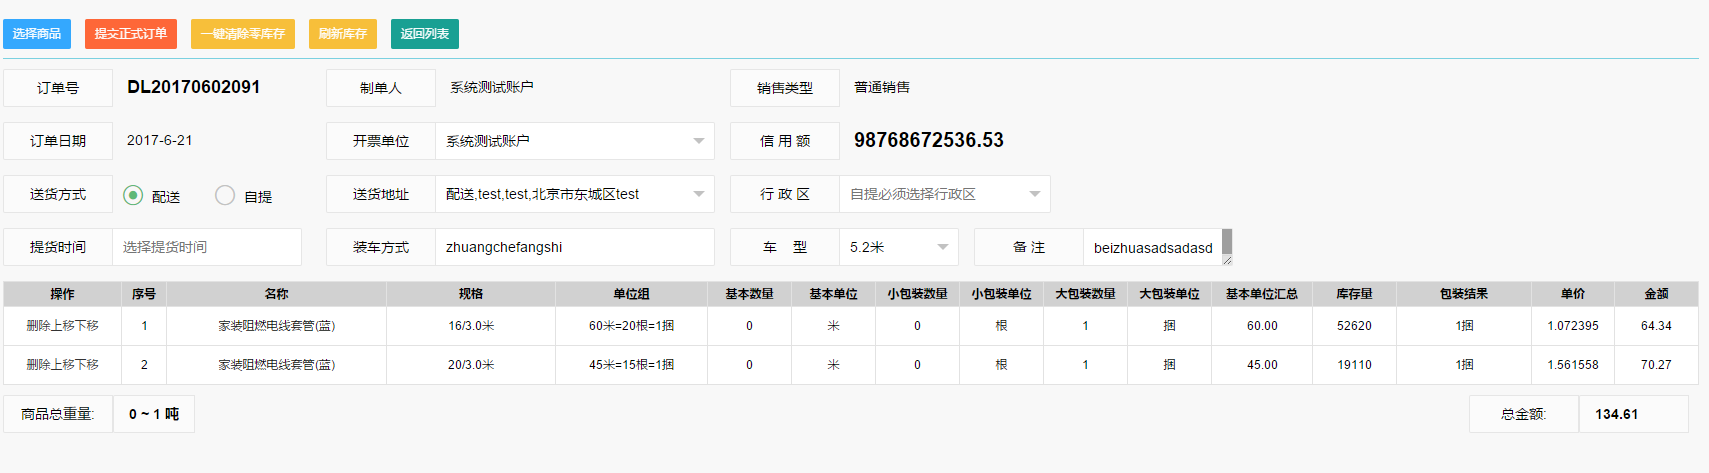 选择商品 提交正式订单 一键清除零库存 刷新库存 返回列表
订单号 DL20170602091 制单人 系统测试账户 销售类型 普通销售
订单日期 2017-6-21 开票单位 系统测试账户 信 用 额 98768672536.53
送货方式 配送 自提 送货地址 配送,test,test,北京市东城区test 行 政 区 自提必须选择行政区
提货时间 选择提货时间 装车方式 zhuangchefangshi 车 型 5.2米 备 注 beizhuasadsadasd
操作 序号 名称 规格 单位组 基本数量 基本单位 小包装数量 小包装单位 大包装数量 大包装单位 基本单位汇总 库存量 包装结果 单价 金额
删除上移下移 1 家装阻燃电线套管(蓝) 16/3.0米 60米=20根=1捆 0 米 0 根 1 捆 60.00 52620 1捆 1.072395 64.34
删除上移下移 2 家装阻燃电线套管(蓝) 20/3.0米 45米=15根=1捆 0 米 0 根 1 捆 45.00 19110 1捆 1.561558 70.27
商品总重量: 0 ~ 1 吨 总金额: 134.61